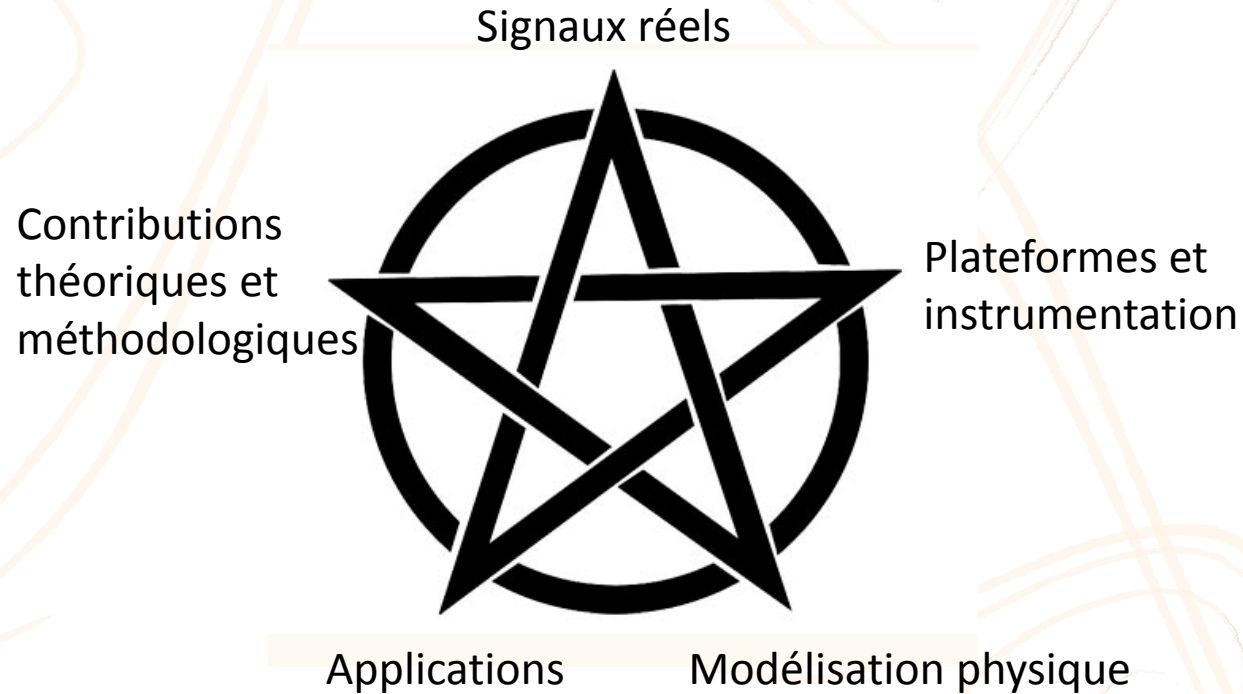 Signaux réels
Contributions
théoriques et
méthodologiques
Plateformes et
instrumentation
Applications
Modélisation physique